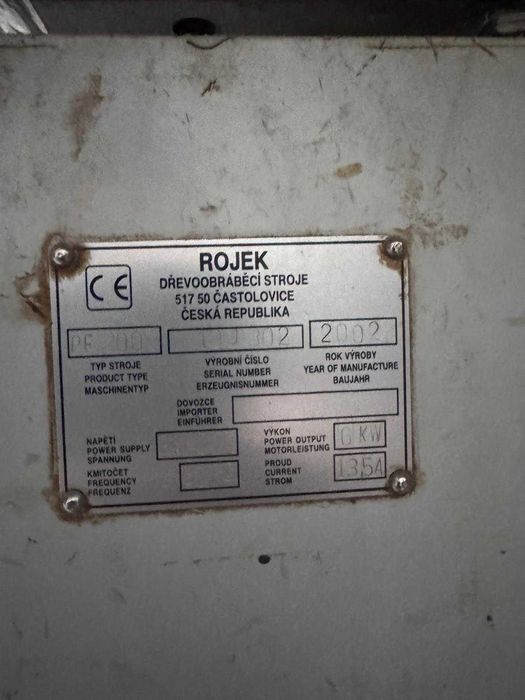 CE
ROJEK
DŘEVOOBRÁBĚCÍ STROJE
517 50 ČASTOLOVICE
ČESKÁ REPUBLIKA
2002
TYP STROJE
PRODUCT TYPE
MASCHINENTYP
VÝROBNÍ ČÍSLO
SERIAL NUMBER
ERZEUGNISNUMMER
ROK VÝROBY
YEAR OF MANUFACTURE
BAUJAHR
DOVOZCE
IMPORTER
EINFÜHRER
NAPĚTÍ
POWER SUPPLY
SPANNUNG
VÝKON
POWER OUTPUT
MOTORLEISTUNG
KW
KMITOČET
FREQUENCY
FREQUENZ
PROUD
CURRENT
STROM